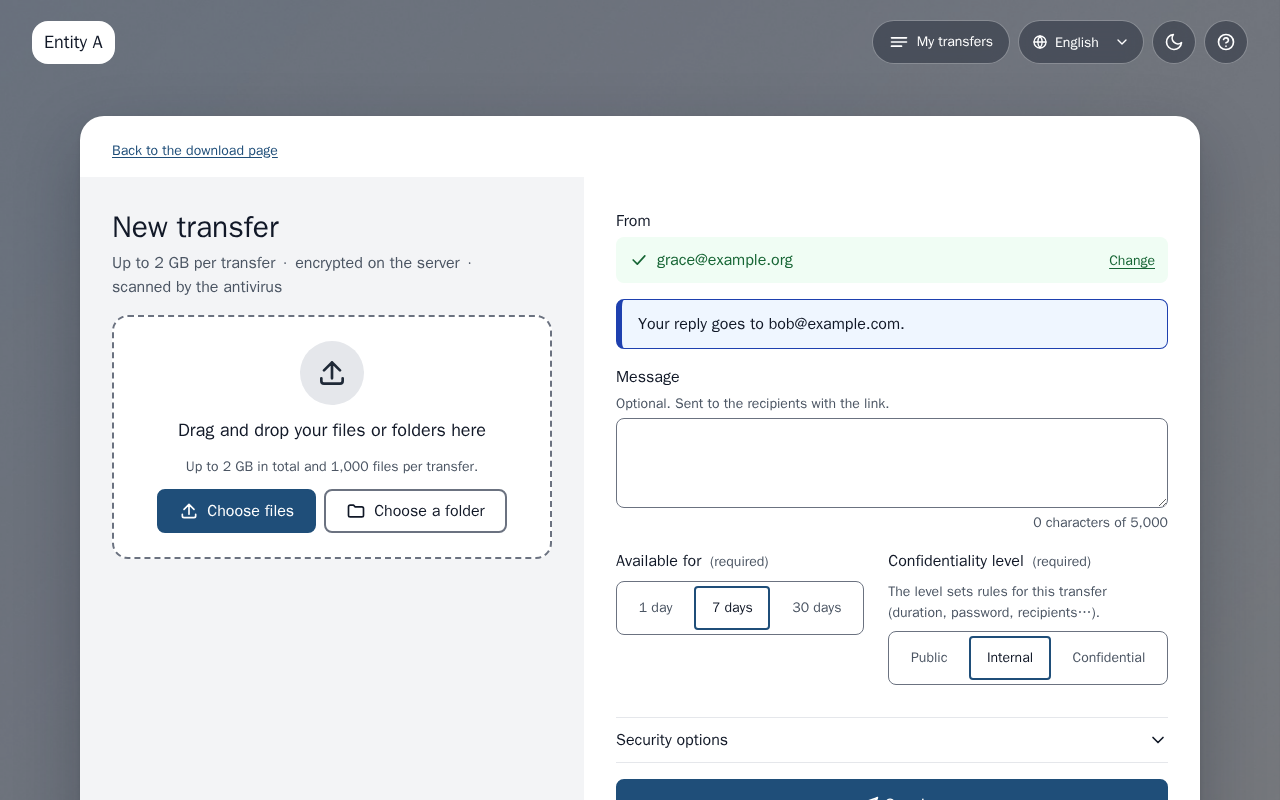 Entity A
My transfers
English
Back to the download page
New transfer
Up to 2 GB per transfer · encrypted on the server ·
scanned by the antivirus
Drag and drop your files or folders here
Up to 2 GB in total and 1,000 files per transfer.
Choose files
Choose a folder
From
grace@example.org
Change
Your reply goes to bob@example.com.
Message
Optional. Sent to the recipients with the link.
0 characters of 5,000
Available for (required)
1 day
7 days
30 days
Confidentiality level (required)
The level sets rules for this transfer
(duration, password, recipients…).
Public
Internal
Confidential
Security options